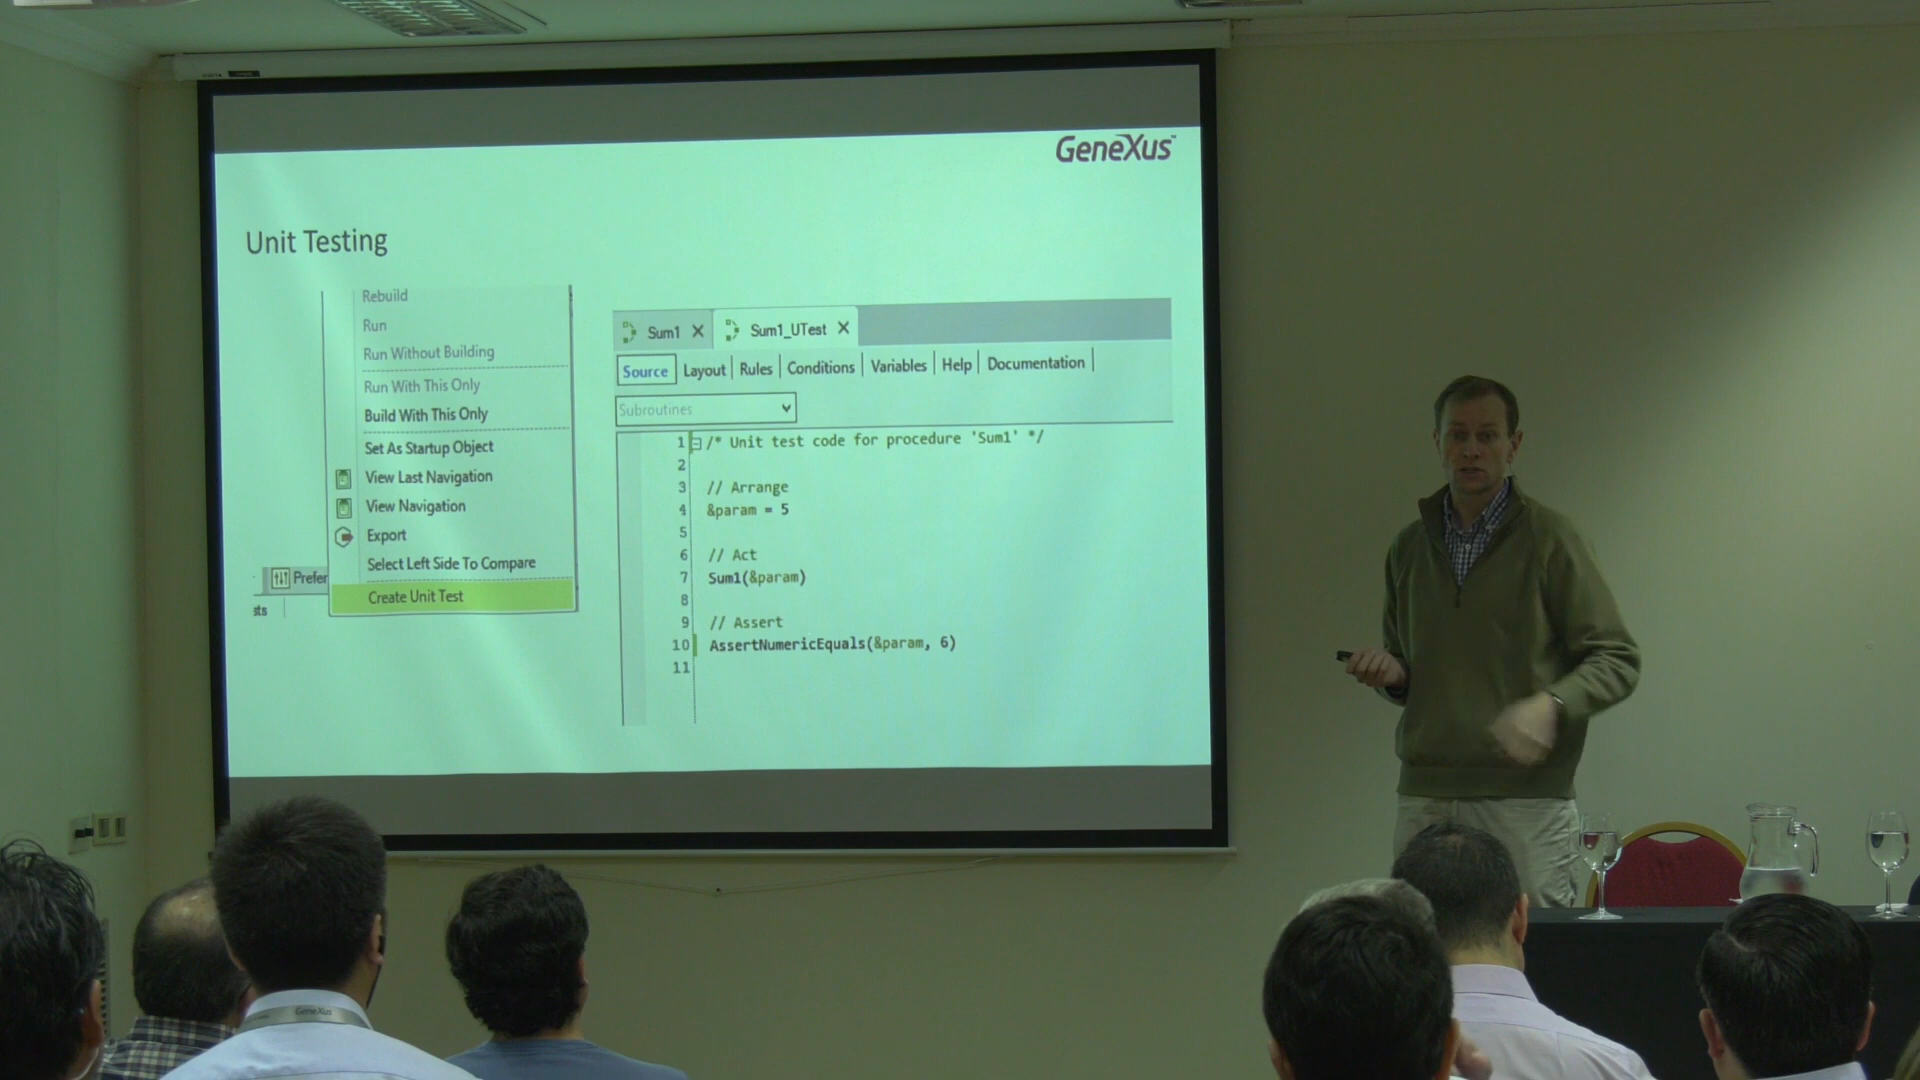 GeneXus™
Unit Testing
Rebuild
Run
Run Without Building
Run With This Only
Build With This Only
Set As Startup Object
View Last Navigation
View Navigation
Export
Select Left Side To Compare
Create Unit Test
Prefer
sts
Sum1 X Sum1_UTest X
Source Layout Rules Conditions Variables Help Documentation
Subroutines
1 /* Unit test code for procedure 'Sum1' */
2
3 // Arrange
4 &param = 5
5
6 // Act
7 Sum1(&param)
8
9 // Assert
10 AssertNumericEquals(&param, 6)
11
GeneXus